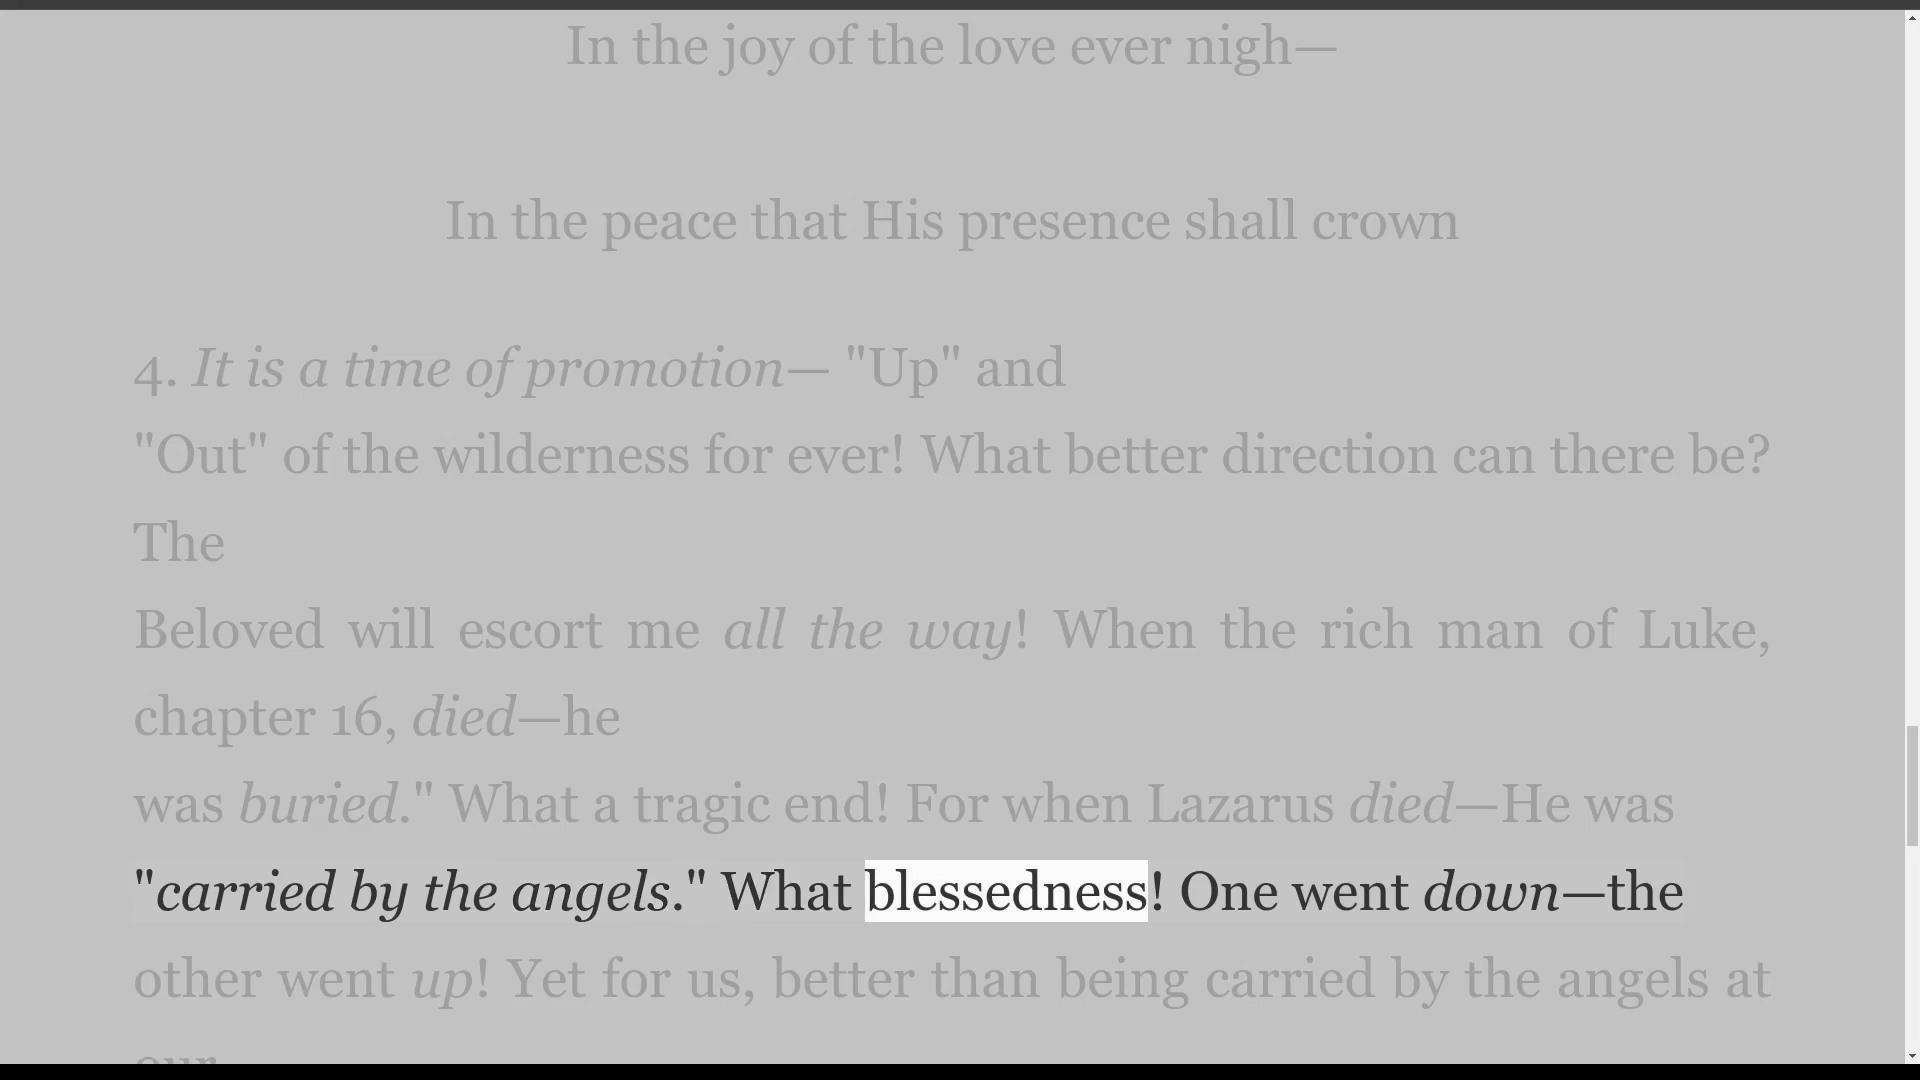 In the joy of the love ever nigh—
In the peace that His presence shall crown
4. It is a time of promotion— "Up" and
"Out" of the wilderness for ever! What better direction can there be?
The
Beloved will escort me all the way! When the rich man of Luke,
chapter 16, died—he
was buried." What a tragic end! For when Lazarus died—He was
"carried by the angels." What blessedness! One went down—the
other went up! Yet for us, better than being carried by the angels at
our